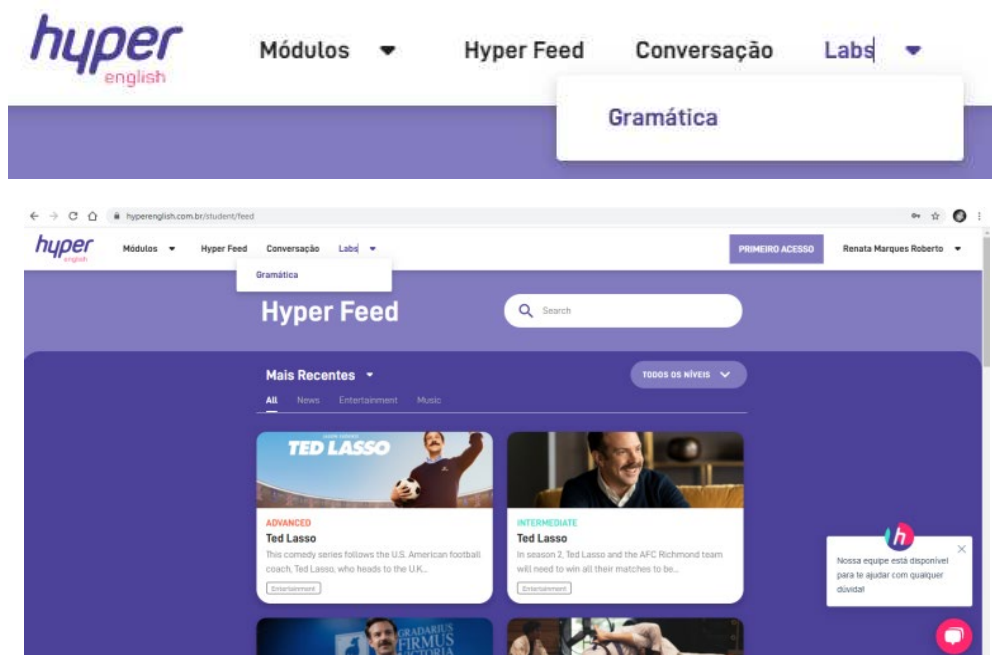 hyper
english
Módulos
Hyper Feed
Conversação
Labs
Gramática
hyperenglish.com.br/student/feed
hyper
english
Módulos
Hyper Feed
Conversação
Labs
PRIMEIRO ACESSO
Renata Marques Roberto
Gramática
Hyper Feed
Search
Mais Recentes
TODOS OS NÍVEIS
All
News
Entertainment
Music
TED LASSO
ADVANCED
Ted Lasso
This comedy series follows the U.S. American football
coach, Ted Lasso, who heads to the U.K...
Entertainment
INTERMEDIATE
Ted Lasso
In season 2, Ted Lasso and the AFC Richmond team
will need to win all their matches to be...
Entertainment
h
Nossa equipe está disponível
para te ajudar com qualquer
dúvida!
GRADARIUS
FIRMUS
VICTORIA